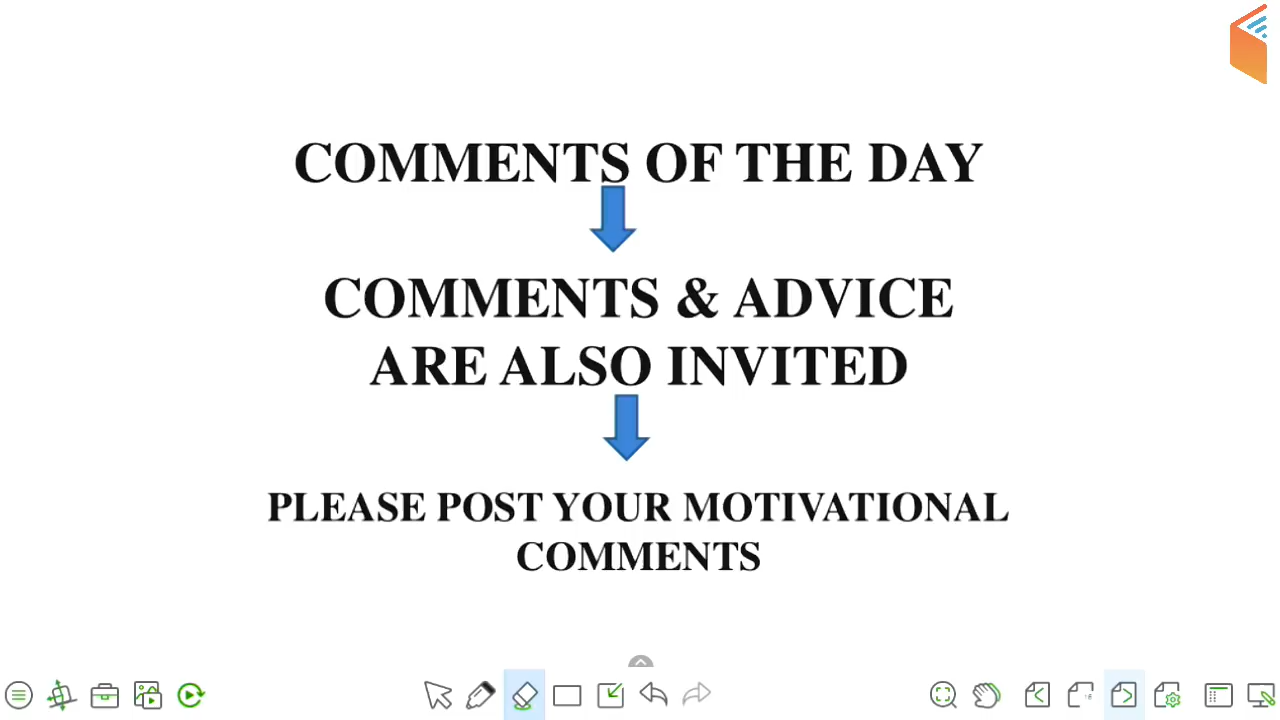 COMMENTS OF THE DAY
COMMENTS & ADVICE
ARE ALSO INVITED
PLEASE POST YOUR MOTIVATIONAL
COMMENTS